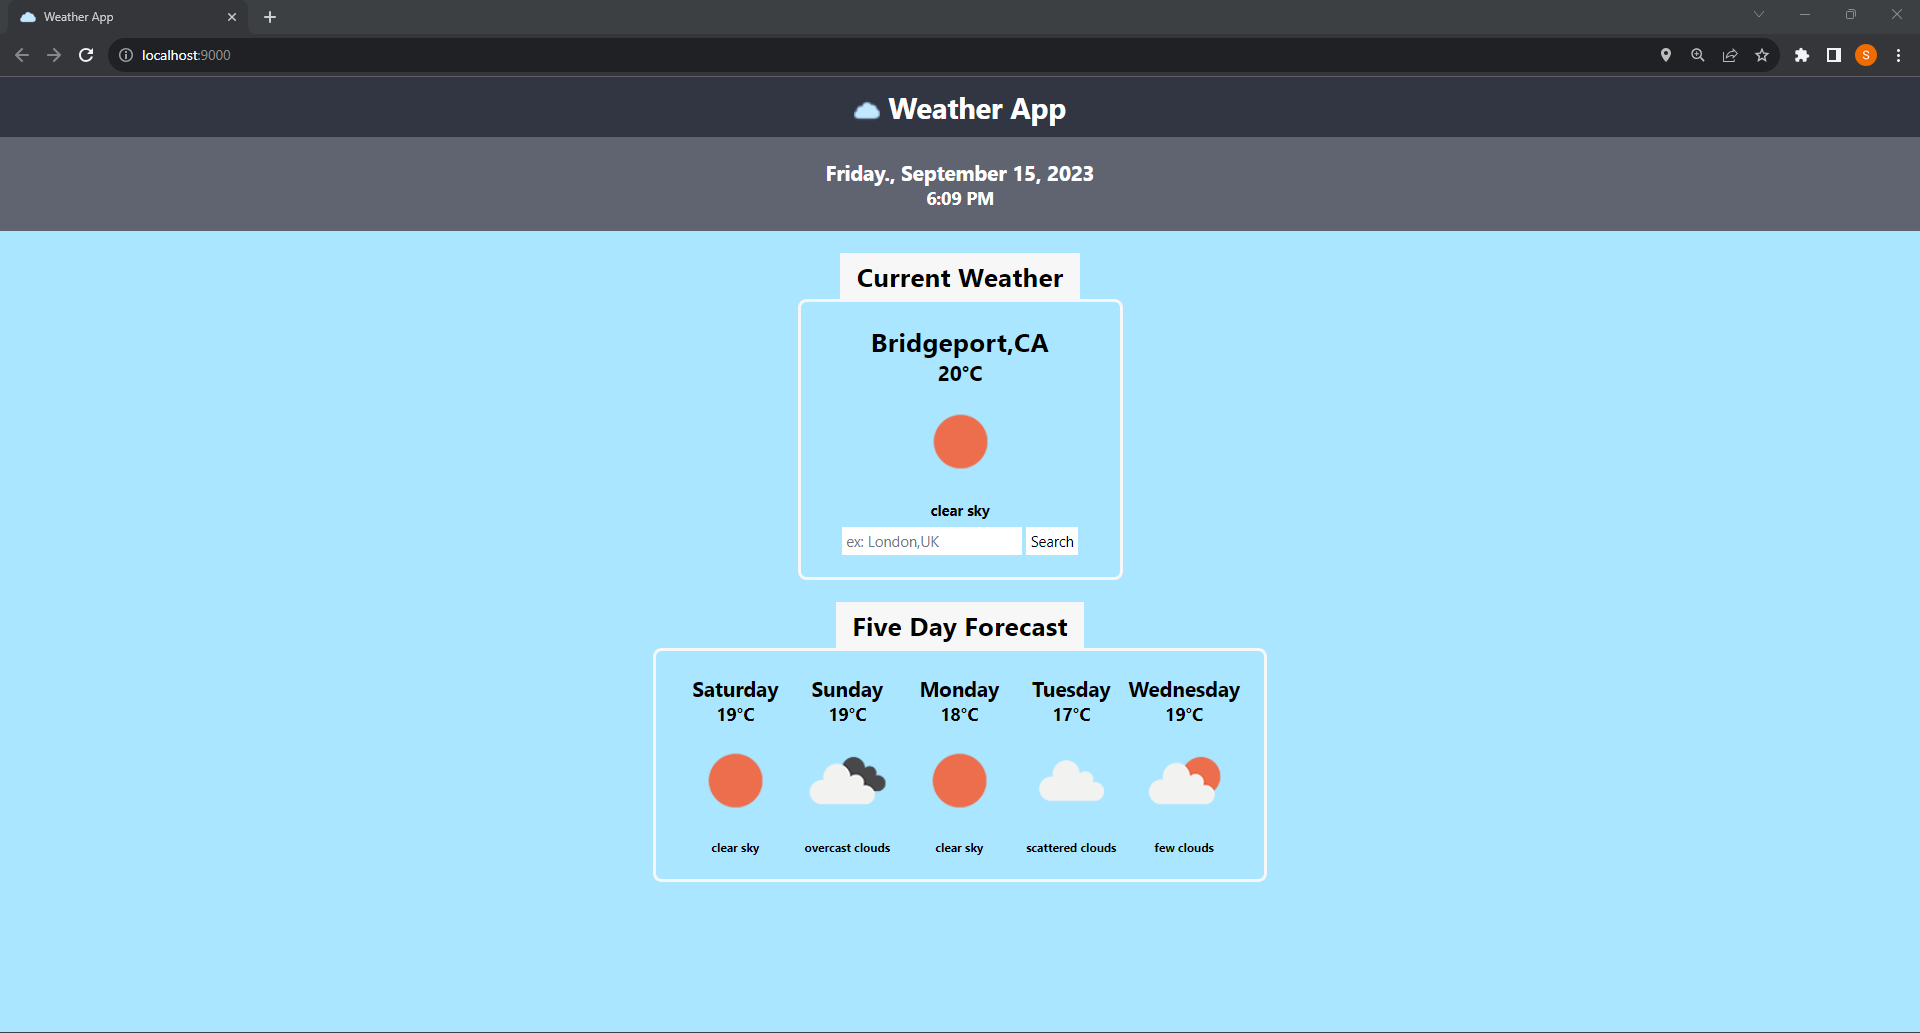 Weather App
localhost:9000
S
Weather App
Friday., September 15, 2023
6:09 PM
Current Weather
Bridgeport,CA
20°C
clear sky
ex: London,UK Search
Five Day Forecast
Saturday Sunday Monday Tuesday Wednesday
19°C 19°C 18°C 17°C 19°C
clear sky overcast clouds clear sky scattered clouds few clouds